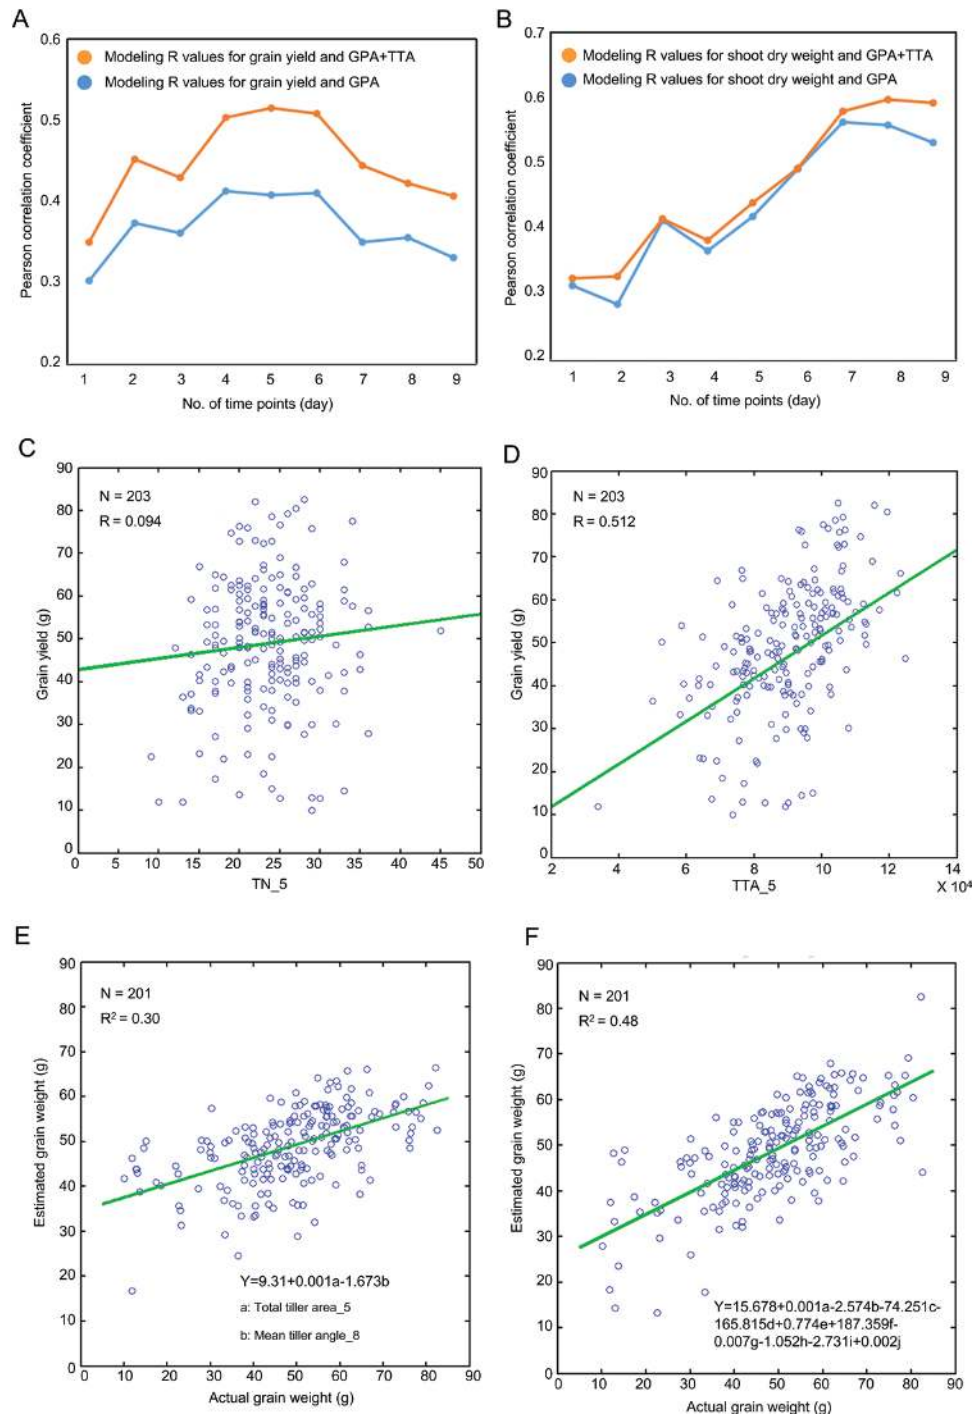 A
0.6
Modeling R values for grain yield and GPA+TTA
Modeling R values for grain yield and GPA
0.5
0.4
0.3
0.2
Pearson correlation coefficient
1 2 3 4 5 6 7 8 9
No. of time points (day)
B
0.7
Modeling R values for shoot dry weight and GPA+TTA
Modeling R values for shoot dry weight and GPA
0.6
0.5
0.4
0.3
0.2
Pearson correlation coefficient
1 2 3 4 5 6 7 8 9
No. of time points (day)
C
90
N = 203
R = 0.094
80
70
60
50
40
30
20
10
0
Grain yield (g)
0 5 10 15 20 25 30 35 40 45 50
TN_5
D
90
N = 203
R = 0.512
80
70
60
50
40
30
20
10
0
Grain yield (g)
2 4 6 8 10 12 14
TTA_5
X 10⁴
E
90
N = 201
R² = 0.30
80
70
60
50
40
30
20
10
0
Estimated grain weight (g)
Y=9.31+0.001a-1.673b
a: Total tiller area_5
b: Mean tiller angle_8
0 10 20 30 40 50 60 70 80 90
Actual grain weight (g)
F
90
N = 201
R² = 0.48
80
70
60
50
40
30
20
10
0
Estimated grain weight (g)
Y=15.678+0.001a-2.574b-74.251c-
165.815d+0.774e+187.359f-
0.007g-1.052h-2.731i+0.002j
0 10 20 30 40 50 60 70 80 90
Actual grain weight (g)